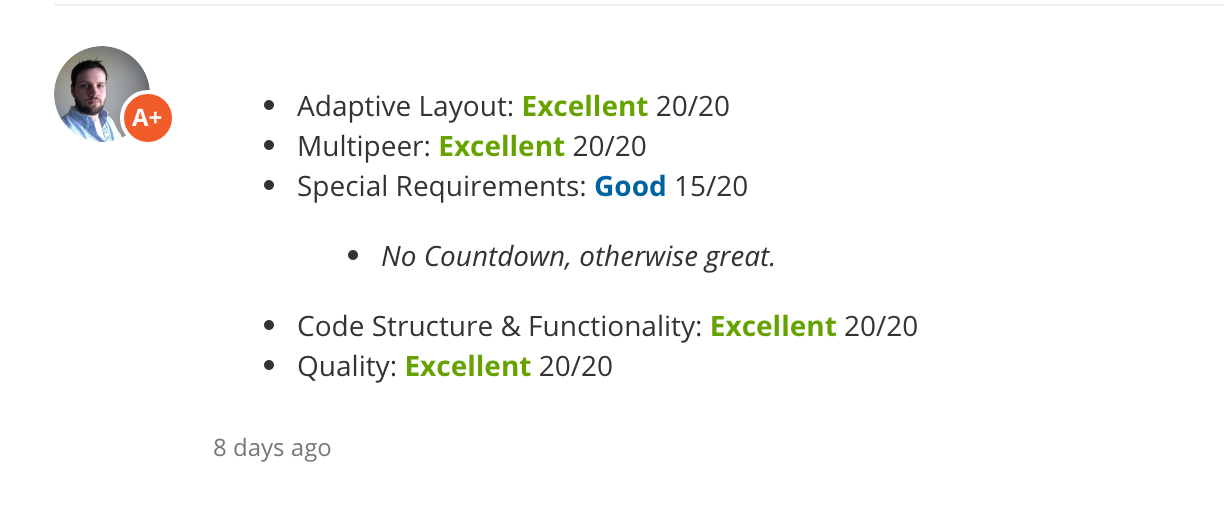 A+
Adaptive Layout: Excellent 20/20
Multipeer: Excellent 20/20
Special Requirements: Good 15/20
No Countdown, otherwise great.
Code Structure & Functionality: Excellent 20/20
Quality: Excellent 20/20
8 days ago